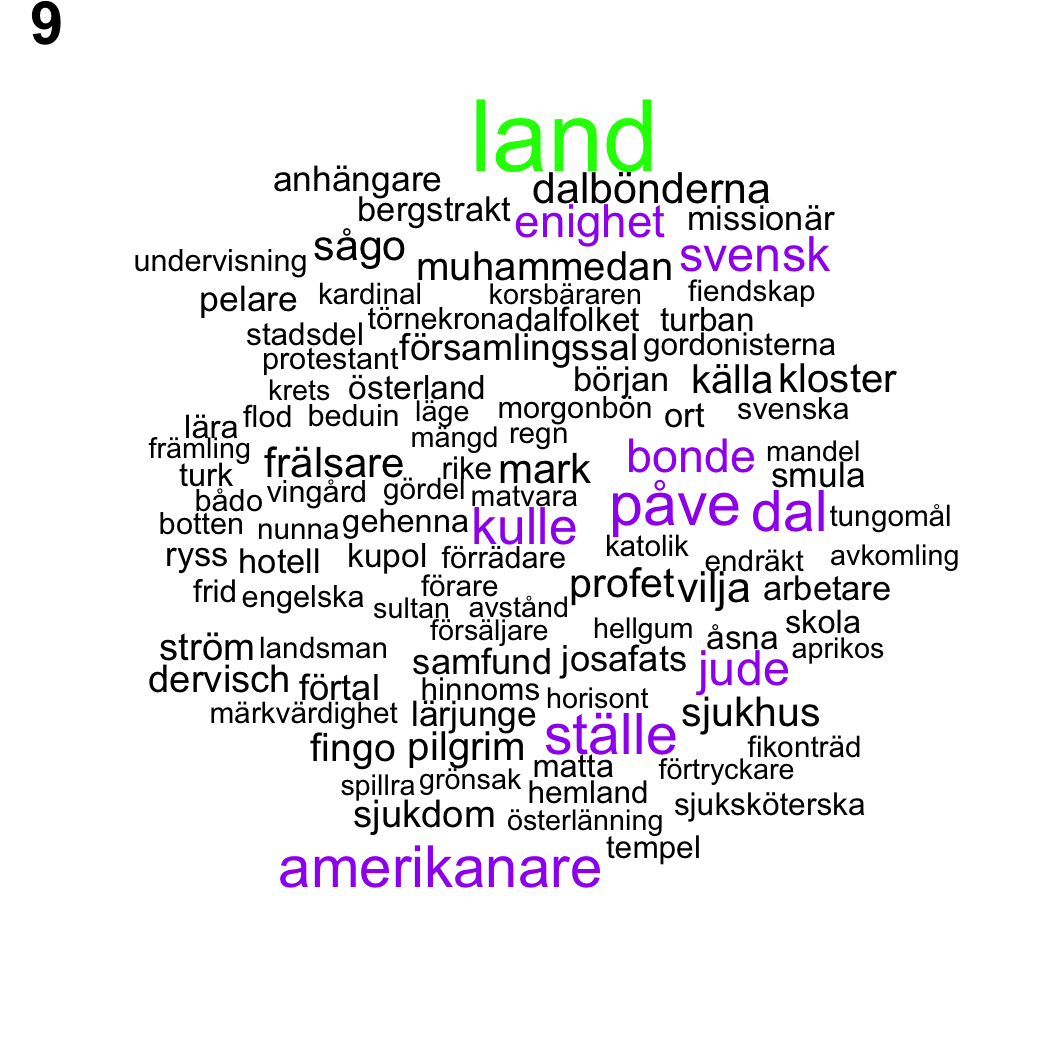 9
land
anhängare dalbönderna
bergstrakt enighet missionär
undervisning sågo muhammedan svensk
pelare kardinal korsbäraren fiendskap
stadsdel törnekrona dalfolket turban
protestant församlingssal gordonisterna
krets österland början källa kloster
lära flod beduin läge morgonbön ort svenska
främling mängd regn bonde mandel
turk frälsare rike mark smula
bådo vingård gördel matvara påve dal tungomål
botten nunna gehenna kulle
ryss hotell kupol förrädare katolik endräkt avkomling
frid engelska förare profet vilja arbetare
sultan avstånd
försäljare hellgum åsna skola
ström landsman samfund josafats jude aprikos
dervisch förtal hinnoms horisont
märkvärdighet lärjunge ställe sjukhus
fingo pilgrim fikonträd
spillra grönsak matta förtryckare
sjukdom hemland sjuksköterska
österlänning
amerikanare tempel